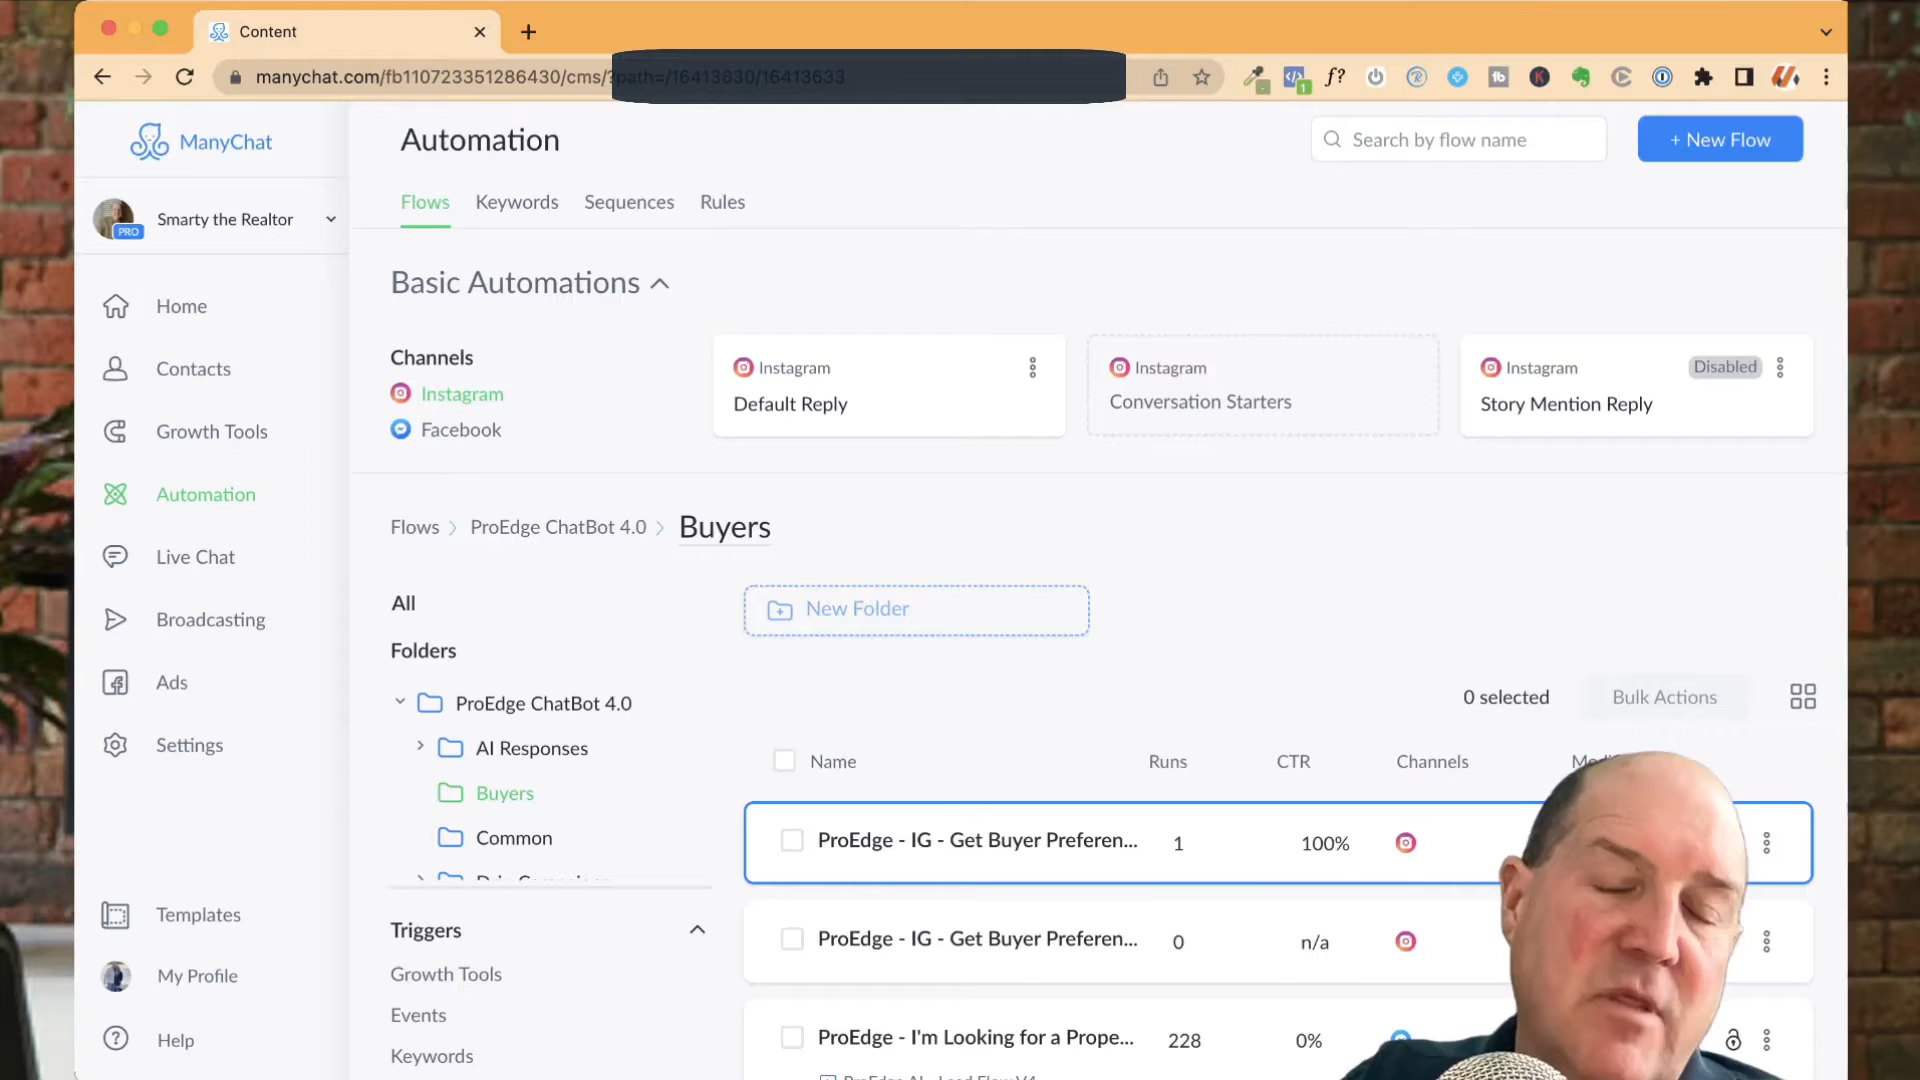 Content
manychat.com/fb110723351286430/cms/?path=/16413630/16413633
f?
1
tb
K
ManyChat
Automation
Search by flow name
+ New Flow
Smarty the Realtor
PRO
Flows
Keywords
Sequences
Rules
Home
Contacts
Growth Tools
Automation
Live Chat
Broadcasting
Ads
Settings
Templates
My Profile
Help
Basic Automations
Channels
Instagram
Facebook
Instagram
Default Reply
Instagram
Conversation Starters
Instagram
Disabled
Story Mention Reply
Flows > ProEdge ChatBot 4.0 > Buyers
All
Folders
ProEdge ChatBot 4.0
AI Responses
Buyers
Common
Triggers
Growth Tools
Events
Keywords
New Folder
0 selected
Bulk Actions
Name Runs CTR Channels
ProEdge - IG - Get Buyer Preferen... 1 100%
ProEdge - IG - Get Buyer Preferen... 0 n/a
ProEdge - I'm Looking for a Prope... 228 0%